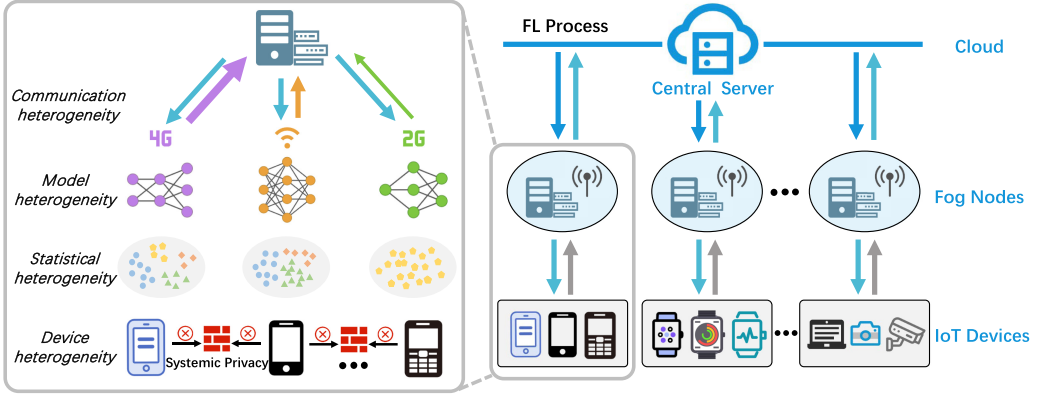 FL Process
Cloud
Central Server
Communication
heterogeneity
4G
2G
Model
heterogeneity
Fog Nodes
Statistical
heterogeneity
Device
heterogeneity
Systemic Privacy
IoT Devices